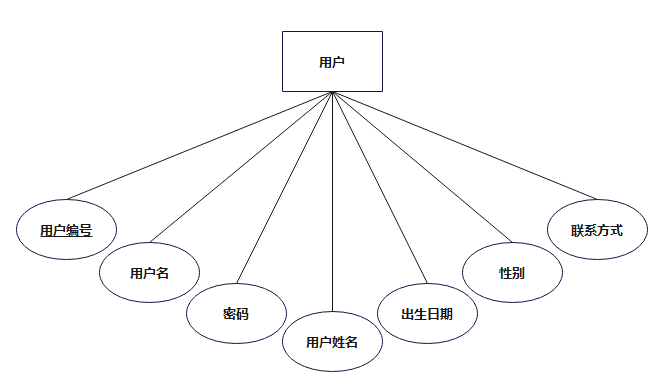 用户
用户编号
用户名
密码
用户姓名
出生日期
性别
联系方式